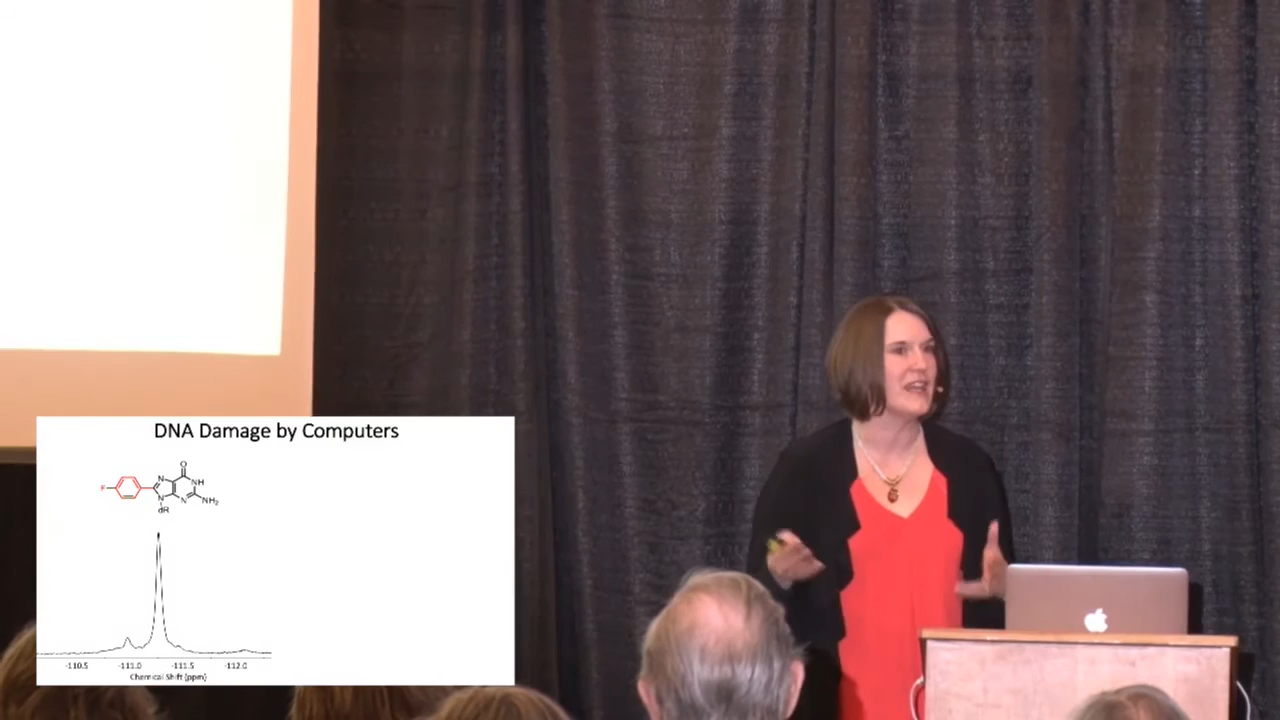 DNA Damage by Computers
O
F
N
NH
N
N
NH2
dR
-110.5 -111.0 -111.5 -112.0
Chemical Shift (ppm)